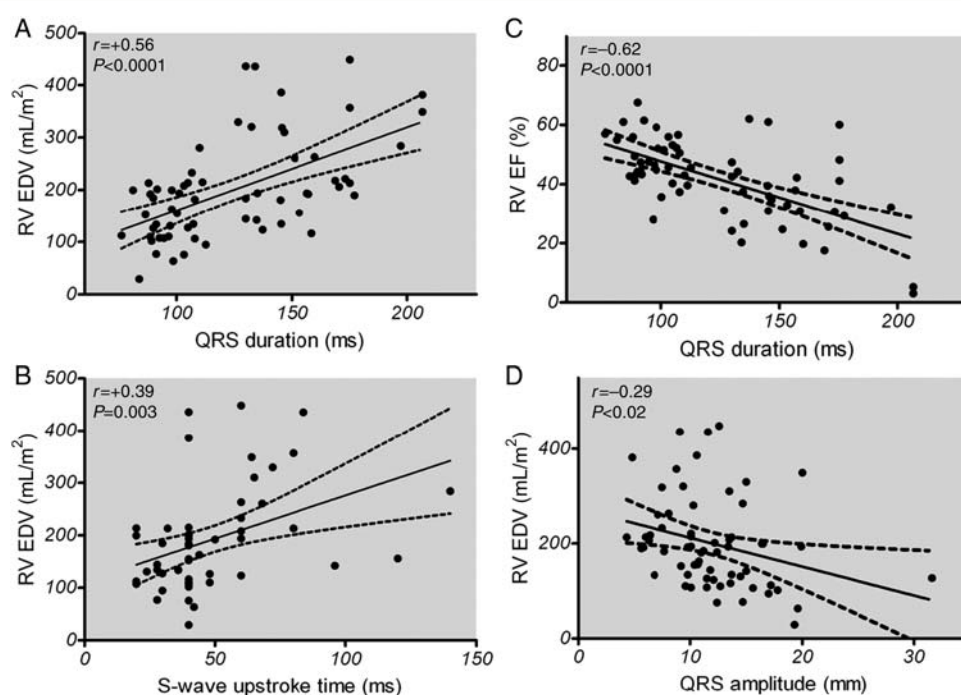 A
r=+0.56
P<0.0001
500
400
300
200
100
0
RV EDV (mL/m²)
100
150
200
QRS duration (ms)
C
r=−0.62
P<0.0001
80
60
40
20
0
RV EF (%)
100
150
200
QRS duration (ms)
B
r=+0.39
P=0.003
500
400
300
200
100
0
RV EDV (mL/m²)
0
50
100
150
S-wave upstroke time (ms)
D
r=−0.29
P<0.02
400
200
0
RV EDV (mL/m²)
0
10
20
30
QRS amplitude (mm)